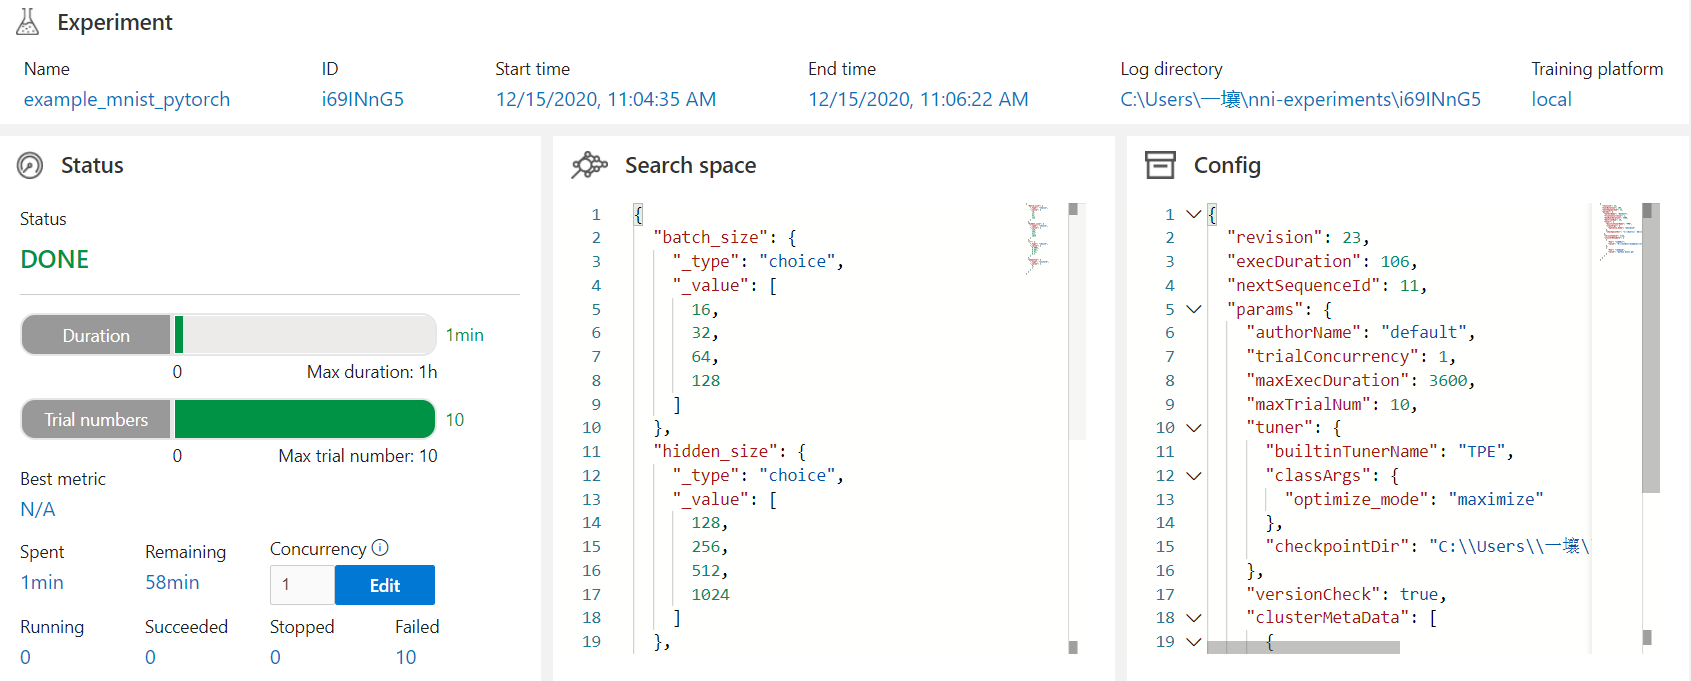 Experiment
Name
ID
Start time
End time
Log directory
Training platform
example_mnist_pytorch
i69INnG5
12/15/2020, 11:04:35 AM
12/15/2020, 11:06:22 AM
C:\Users\一壤\nni-experiments\i69INnG5
local
Status
Status
DONE
Duration
1min
0
Max duration: 1h
Trial numbers
10
0
Max trial number: 10
Best metric
N/A
Spent
Remaining
Concurrency
1min
58min
1
Edit
Running
Succeeded
Stopped
Failed
0
0
0
10
Search space
1 {
2 "batch_size": {
3 "_type": "choice",
4 "_value": [
5 16,
6 32,
7 64,
8 128
9 ]
10 },
11 "hidden_size": {
12 "_type": "choice",
13 "_value": [
14 128,
15 256,
16 512,
17 1024
18 ]
19 },
Config
1 {
2 "revision": 23,
3 "execDuration": 106,
4 "nextSequenceId": 11,
5 "params": {
6 "authorName": "default",
7 "trialConcurrency": 1,
8 "maxExecDuration": 3600,
9 "maxTrialNum": 10,
10 "tuner": {
11 "builtinTunerName": "TPE",
12 "classArgs": {
13 "optimize_mode": "maximize"
14 },
15 "checkpointDir": "C:\\Users\\一壤\
16 },
17 "versionCheck": true,
18 "clusterMetaData": [
19 {